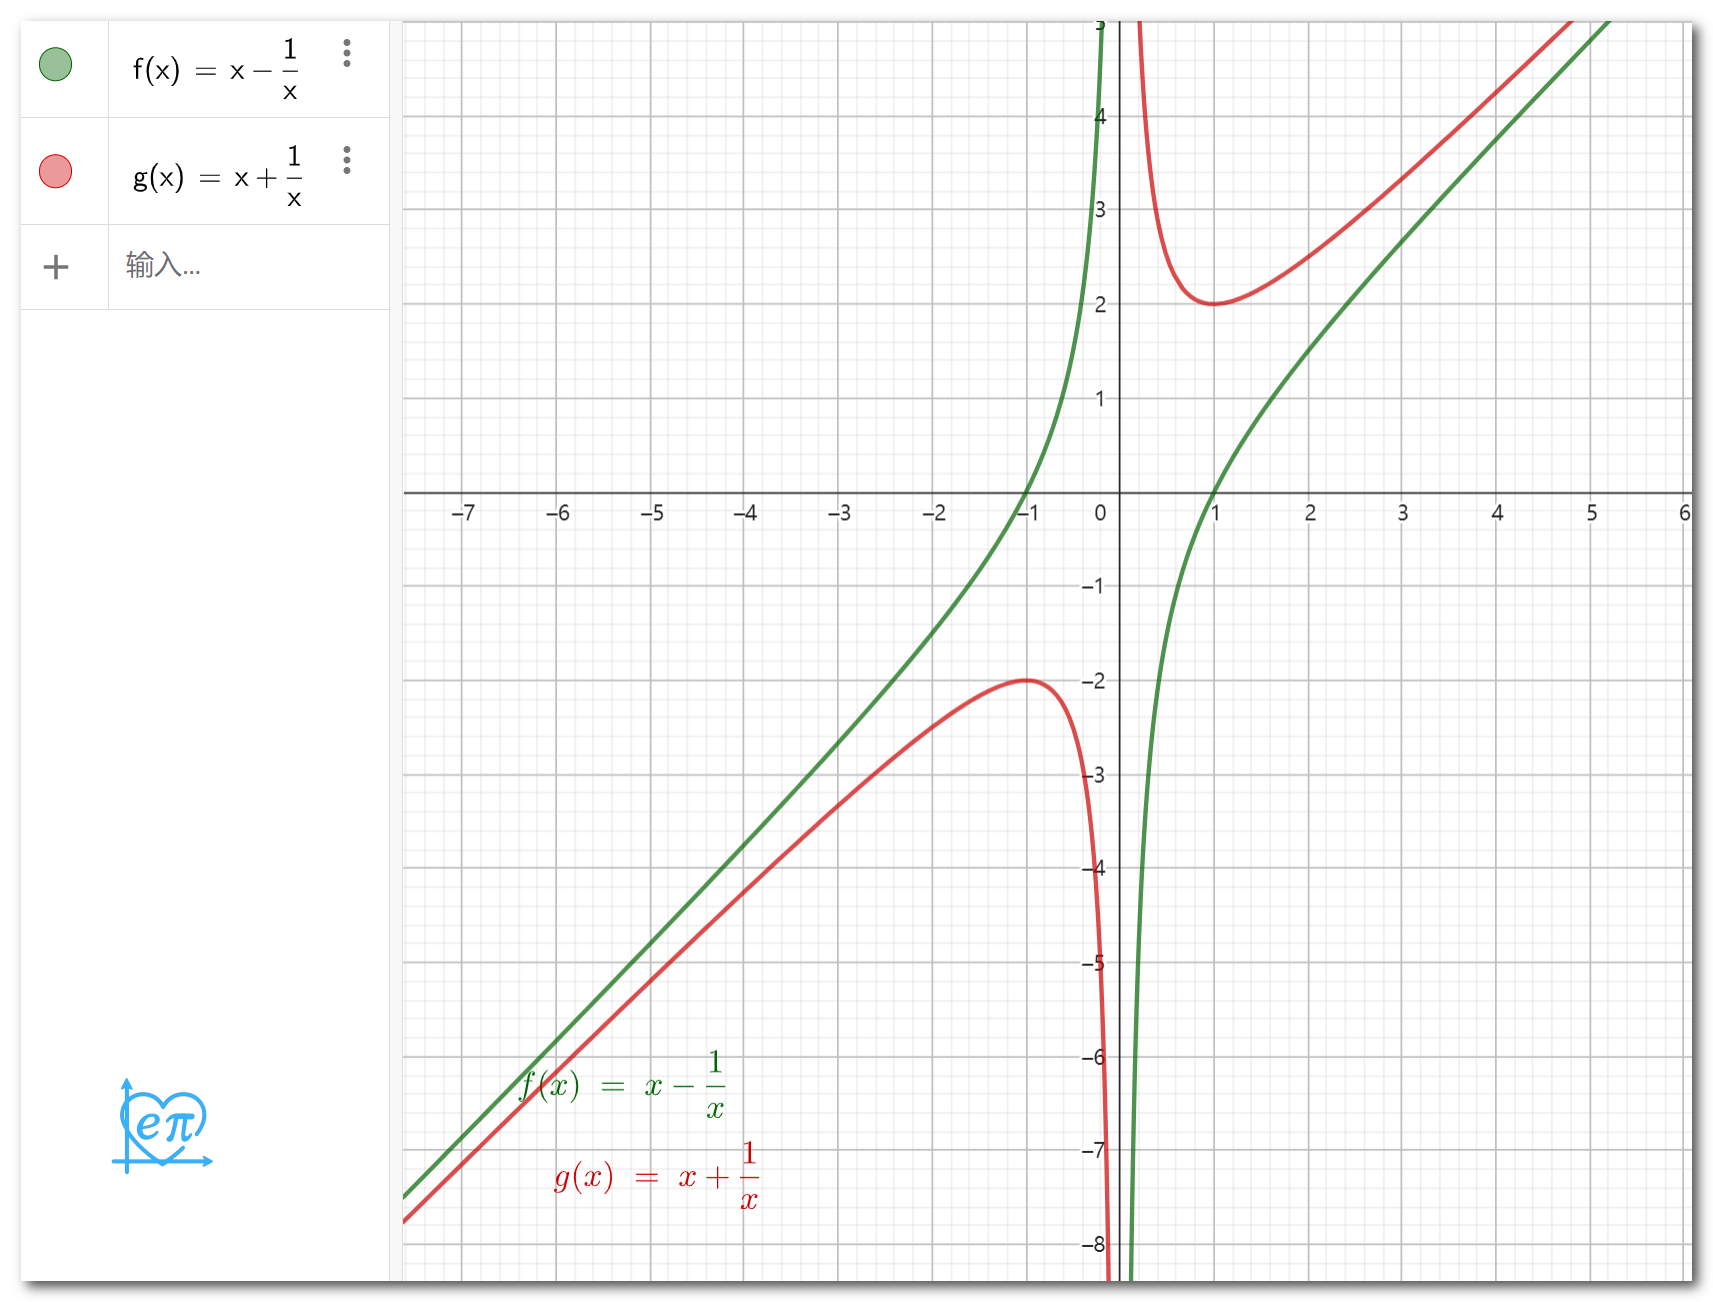 f(x) = x − 1/x
g(x) = x + 1/x
+ 输入...
5
4
3
2
1
−7 −6 −5 −4 −3 −2 −1 0 1 2 3 4 5 6
−1
−2
−3
−4
−5
−6
f(x) = x − 1/x
−7
g(x) = x + 1/x
−8
eπ